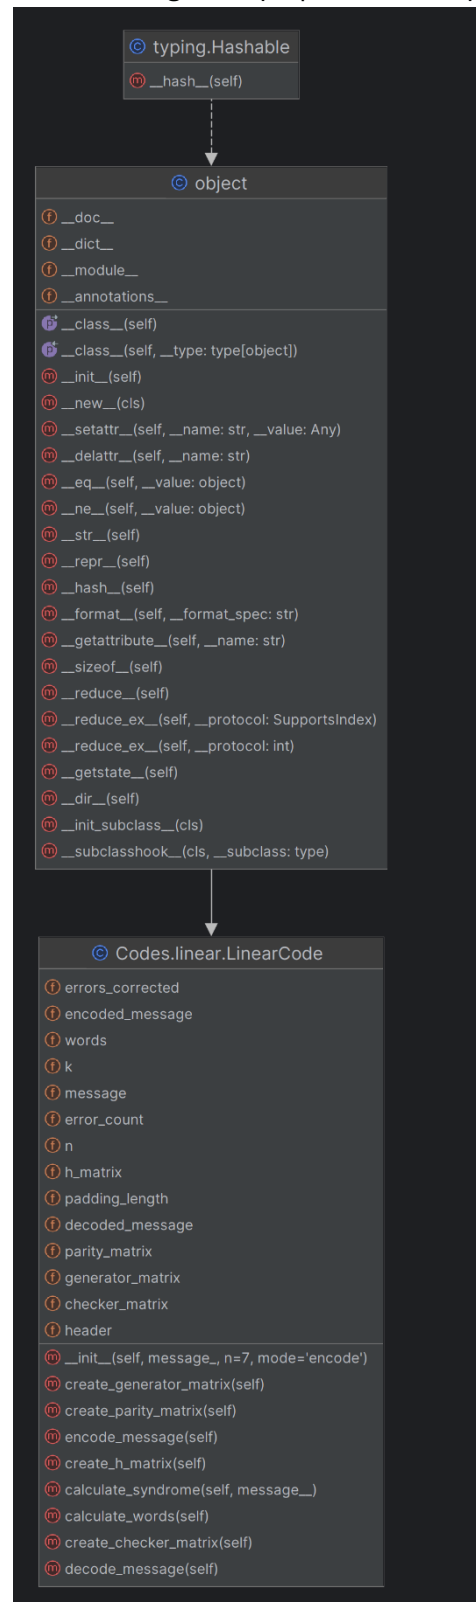 typing.Hashable
__hash__(self)
object
__doc__
__dict__
__module__
__annotations__
__class__(self)
__class__(self, __type: type[object])
__init__(self)
__new__(cls)
__setattr__(self, __name: str, __value: Any)
__delattr__(self, __name: str)
__eq__(self, __value: object)
__ne__(self, __value: object)
__str__(self)
__repr__(self)
__hash__(self)
__format__(self, __format_spec: str)
__getattribute__(self, __name: str)
__sizeof__(self)
__reduce__(self)
__reduce_ex__(self, __protocol: SupportsIndex)
__reduce_ex__(self, __protocol: int)
__getstate__(self)
__dir__(self)
__init_subclass__(cls)
__subclasshook__(cls, __subclass: type)
Codes.linear.LinearCode
errors_corrected
encoded_message
words
k
message
error_count
n
h_matrix
padding_length
decoded_message
parity_matrix
generator_matrix
checker_matrix
header
__init__(self, message_, n=7, mode='encode')
create_generator_matrix(self)
create_parity_matrix(self)
encode_message(self)
create_h_matrix(self)
calculate_syndrome(self, message__)
calculate_words(self)
create_checker_matrix(self)
decode_message(self)